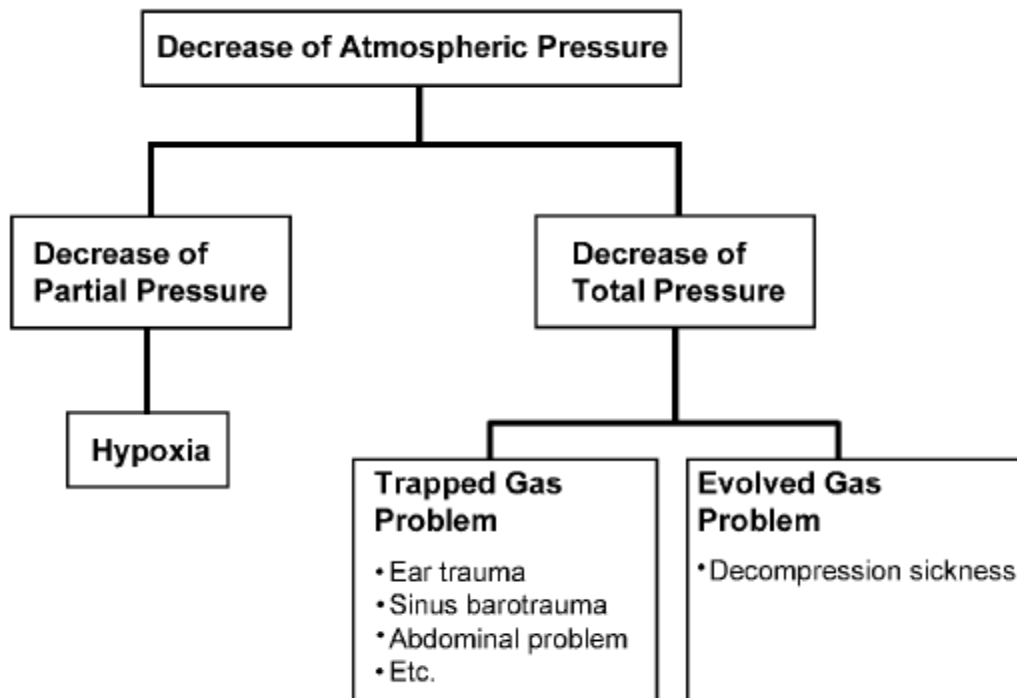 Decrease of Atmospheric Pressure
Decrease of
Partial Pressure
Decrease of
Total Pressure
Hypoxia
Trapped Gas
Problem
• Ear trauma
• Sinus barotrauma
• Abdominal problem
• Etc.
Evolved Gas
Problem
• Decompression sickness